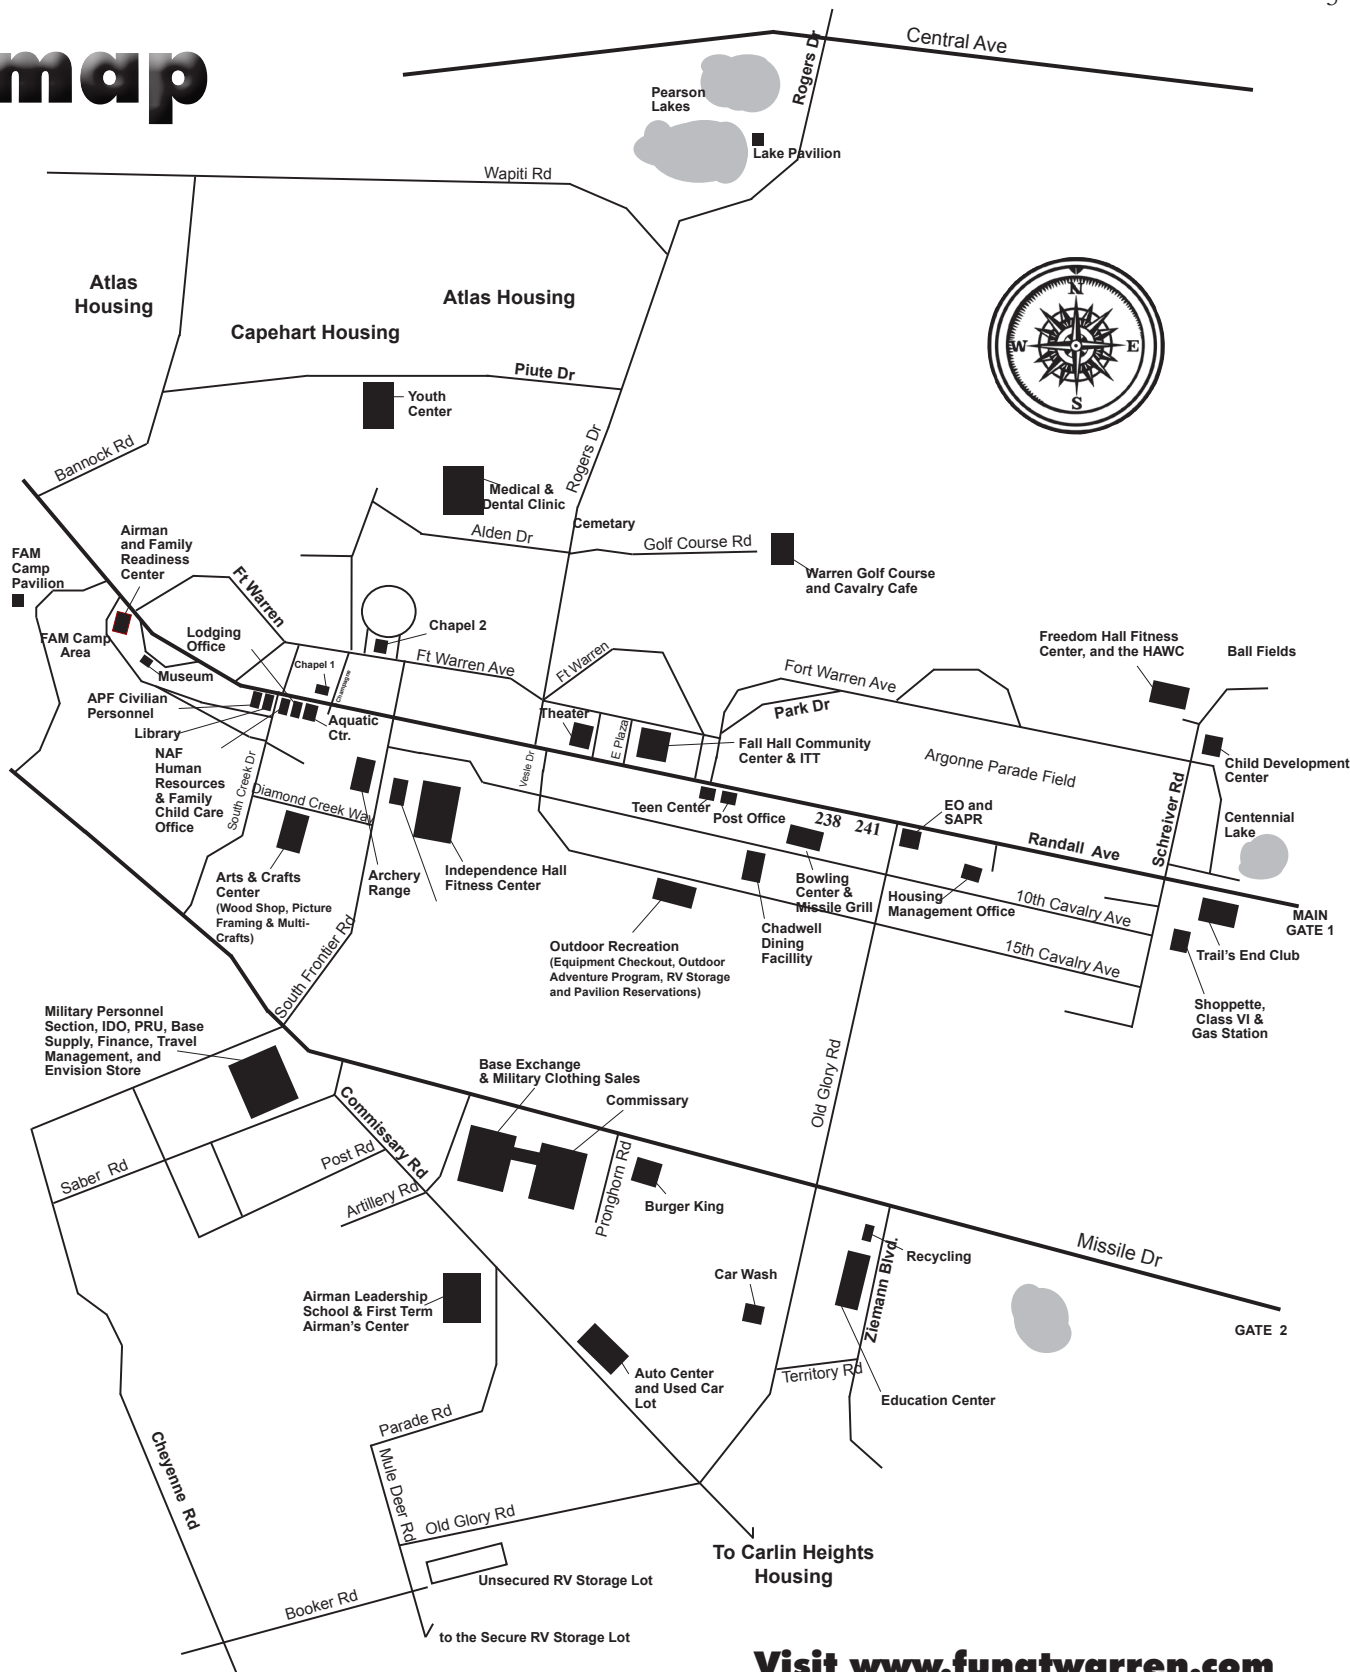 map
Central Ave
Rogers Dr
Pearson
Lakes
Lake Pavilion
Wapiti Rd
Atlas
Housing
Atlas Housing
Capehart Housing
N
W
E
S
Piute Dr
Youth
Center
Bannock Rd
Rogers Dr
Medical &
Dental Clinic
Cemetary
Alden Dr
Golf Course Rd
Warren Golf Course
and Cavalry Cafe
Airman
and Family
Readiness
Center
FAM
Camp
Pavilion
Ft Warren
FAM Camp
Area
Lodging
Office
Chapel 2
Chapel 1
Champagne
Ft Warren Ave
Ft Warren
Museum
Freedom Hall Fitness
Center, and the HAWC
Ball Fields
Fort Warren Ave
Park Dr
APF Civilian
Personnel
Library
Aquatic
Ctr.
Theater
E Plaza
Fall Hall Community
Center & ITT
Argonne Parade Field
Child Development
Center
NAF
Human
Resources
& Family
Child Care
Office
South Creek Dr
Diamond Creek Way
Vesle Dr
Teen Center
Post Office
238
241
EO and
SAPR
Randall Ave
Schreiver Rd
Centennial
Lake
Arts & Crafts
Center
(Wood Shop, Picture
Framing & Multi-
Crafts)
Archery
Range
Independence Hall
Fitness Center
Bowling
Center &
Missile Grill
Housing
Management Office
10th Cavalry Ave
15th Cavalry Ave
MAIN
GATE 1
Trail's End Club
Chadwell
Dining
Facillity
Outdoor Recreation
(Equipment Checkout, Outdoor
Adventure Program, RV Storage
and Pavilion Reservations)
Shoppette,
Class VI &
Gas Station
South Frontier Rd
Military Personnel
Section, IDO, PRU, Base
Supply, Finance, Travel
Management, and
Envision Store
Base Exchange
& Military Clothing Sales
Commissary
Old Glory Rd
Commissary Rd
Saber Rd
Post Rd
Artillery Rd
Pronghorn Rd
Burger King
Missile Dr
Recycling
Ziemann Blvd.
Car Wash
GATE 2
Airman Leadership
School & First Term
Airman's Center
Auto Center
and Used Car
Lot
Territory Rd
Education Center
Parade Rd
Cheyenne Rd
Mule Deer Rd
Old Glory Rd
To Carlin Heights
Housing
Unsecured RV Storage Lot
Booker Rd
to the Secure RV Storage Lot
Visit www.funatwarren.com